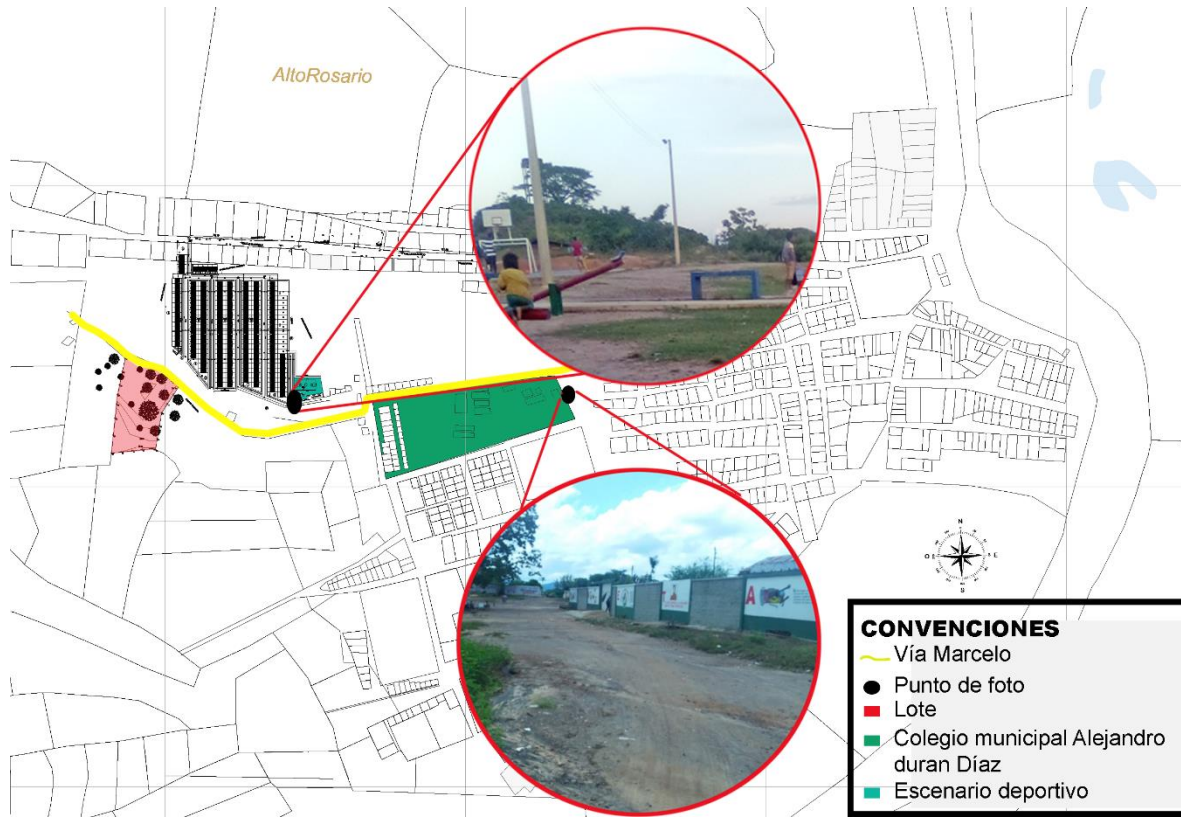 AltoRosario
N
O
E
S
CONVENCIONES
Vía Marcelo
Punto de foto
Lote
Colegio municipal Alejandro
duran Díaz
Escenario deportivo